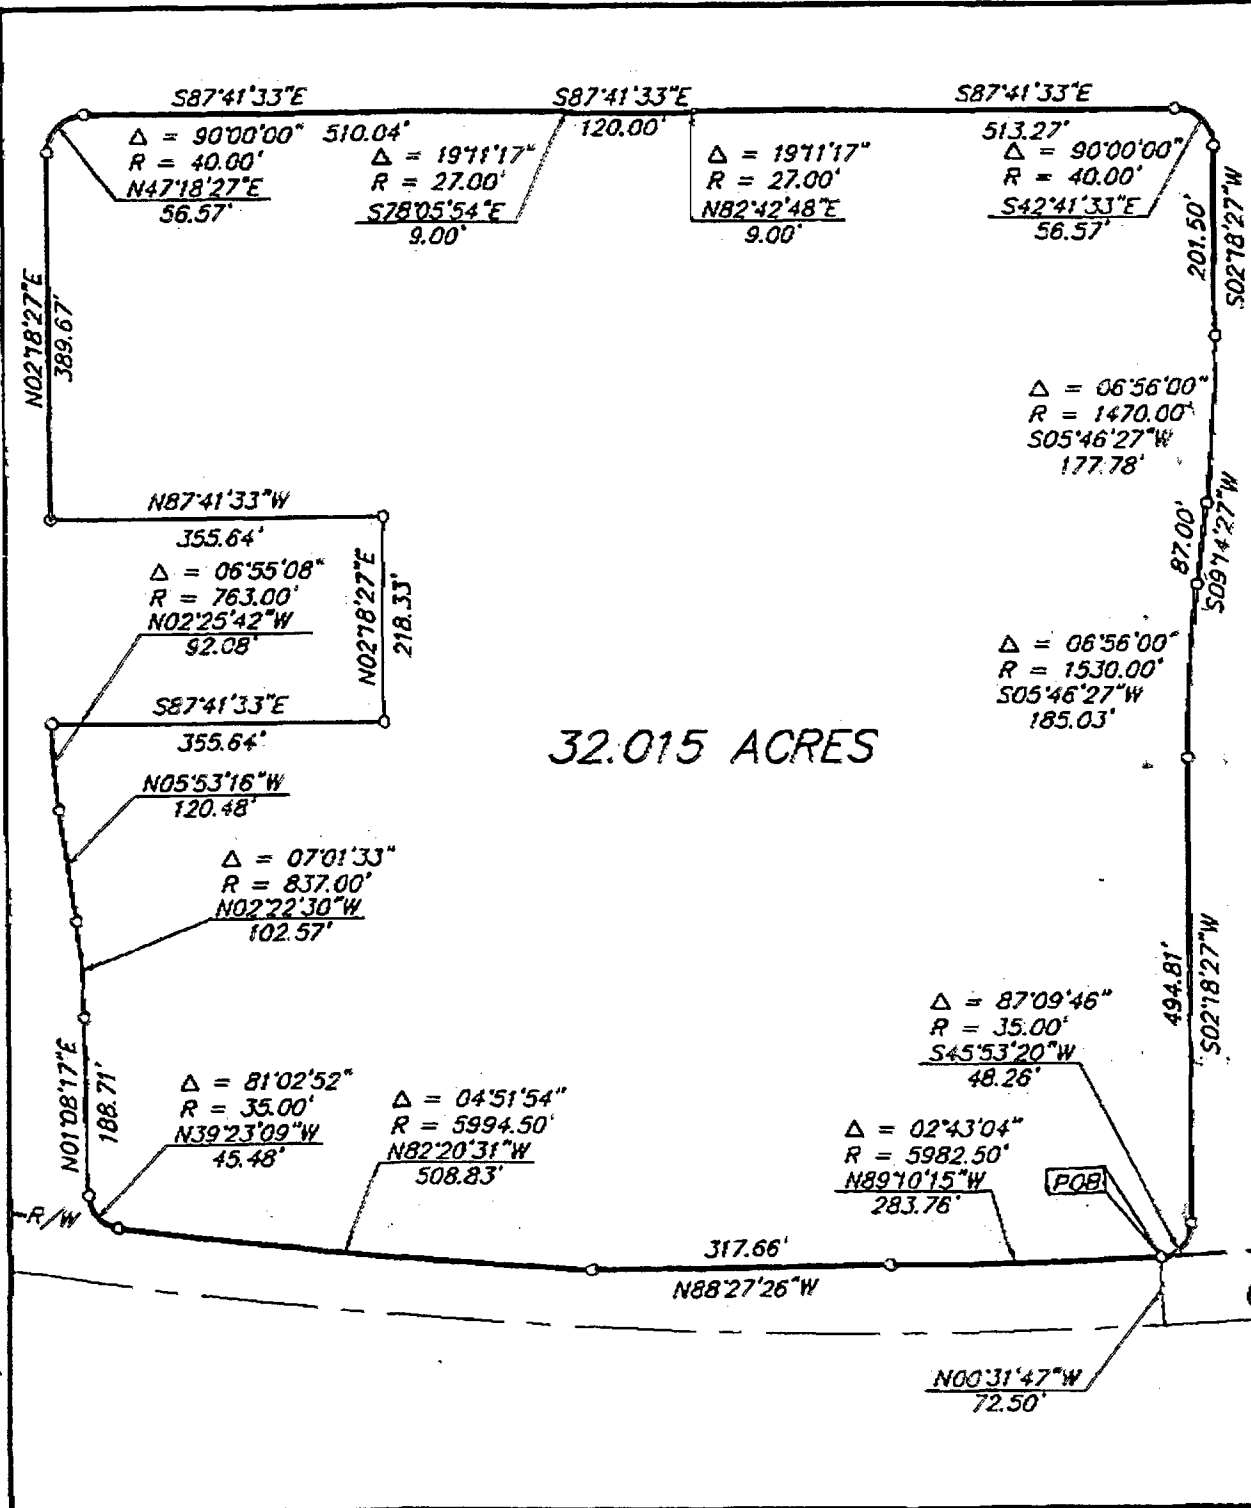 S87°41'33"E
510.04'
S87°41'33"E
120.00'
S87°41'33"E
513.27'
Δ = 90°00'00"
R = 40.00'
N47°18'27"E
56.57'
Δ = 19°11'17"
R = 27.00'
S78°05'54"E
9.00'
Δ = 19°11'17"
R = 27.00'
N82°42'48"E
9.00'
Δ = 90°00'00"
R = 40.00'
S42°41'33"E
56.57'
201.50'
S02°18'27"W
N02°18'27"E
389.67'
Δ = 06°56'00"
R = 1470.00'
S05°46'27"W
177.78'
N87°41'33"W
355.64'
87.00'
S09°14'27"W
Δ = 06°55'08"
R = 763.00'
N02°25'42"W
92.08'
N02°18'27"E
218.33'
Δ = 06°56'00"
R = 1530.00'
S05°46'27"W
185.03'
S87°41'33"E
355.64'
32.015 ACRES
N05°53'16"W
120.48'
Δ = 07°01'33"
R = 837.00'
N02°22'30"W
102.57'
494.81'
S02°18'27"W
Δ = 87°09'46"
R = 35.00'
S45°53'20"W
48.26'
N01°08'17"E
188.71'
Δ = 81°02'52"
R = 35.00'
N39°23'09"W
45.48'
Δ = 04°51'54"
R = 5994.50'
N82°20'31"W
508.83'
Δ = 02°43'04"
R = 5982.50'
N89°10'15"W
283.76'
POB
R/W
317.66'
N88°27'26"W
N00°31'47"W
72.50'